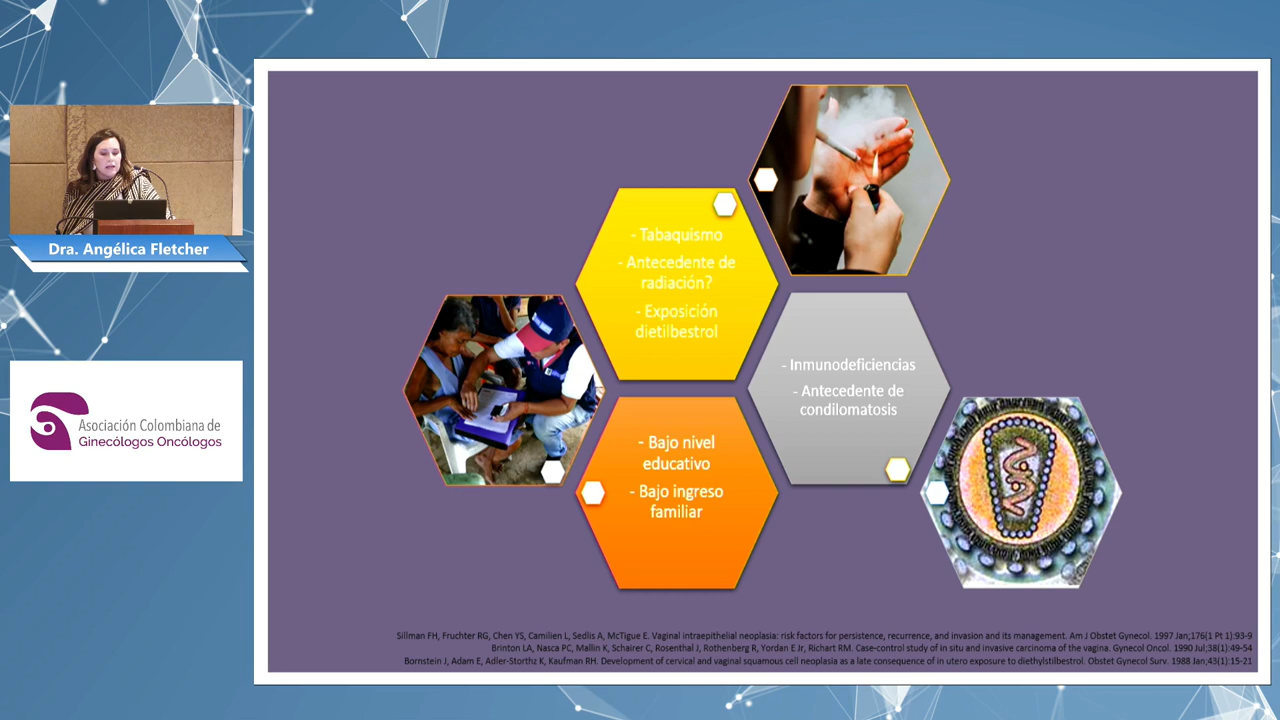 Dra. Angélica Fletcher
Asociación Colombiana de
Ginecólogos Oncólogos
- Tabaquismo
- Antecedente de
radiación?
- Exposición
dietilbestrol
- Inmunodeficiencias
- Antecedente de
condilomatosis
- Bajo nivel
educativo
- Bajo ingreso
familiar
Sillman FH, Fruchter RG, Chen YS, Camilien L, Sedlis A, McTigue E. Vaginal intraepithelial neoplasia: risk factors for persistence, recurrence, and invasion and its management. Am J Obstet Gynecol. 1997 Jan;176(1 Pt 1):93-9
Brinton LA, Nasca PC, Mallin K, Schairer C, Rosenthal J, Rothenberg R, Yordan E Jr, Richart RM. Case-control study of in situ and invasive carcinoma of the vagina. Gynecol Oncol. 1990 Jul;38(1):49-54
Bornstein J, Adam E, Adler-Storthz K, Kaufman RH. Development of cervical and vaginal squamous cell neoplasia as a late consequence of in utero exposure to diethylstilbestrol. Obstet Gynecol Surv. 1988 Jan;43(1):15-21